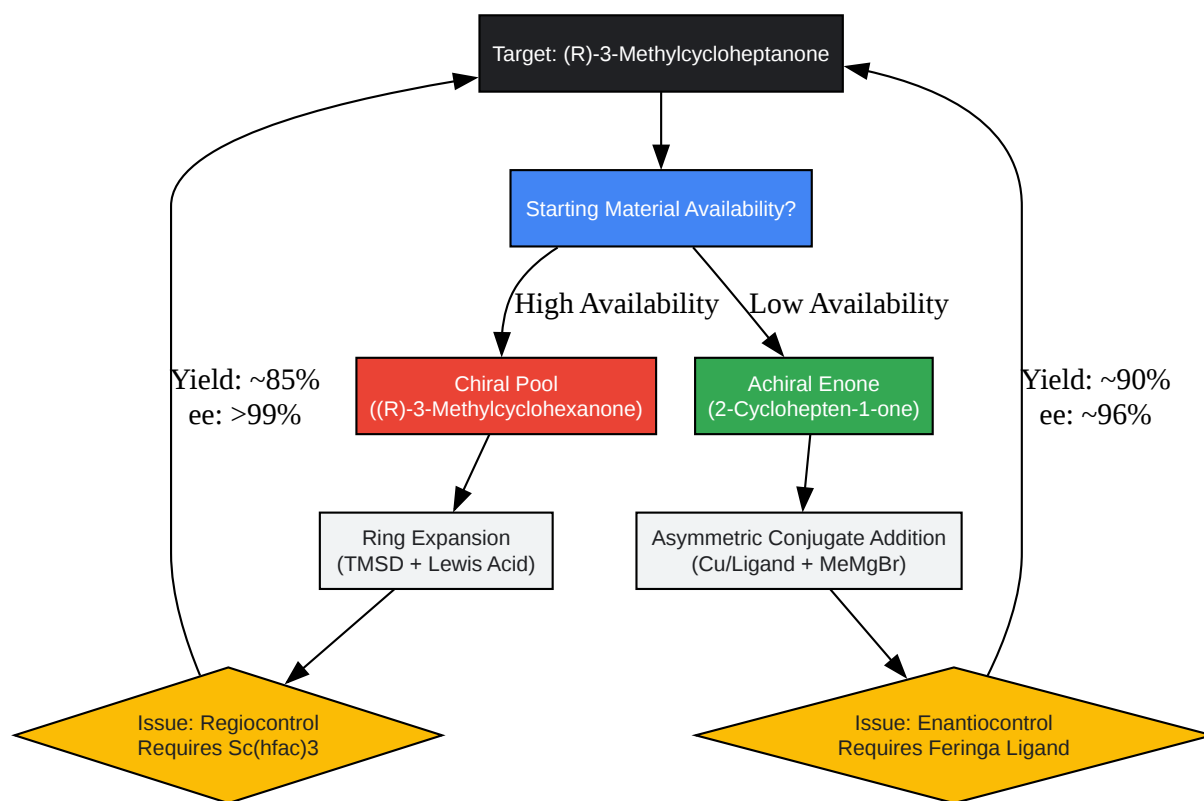 Target: (R)-3-Methylcycloheptanone
Starting Material Availability?
High Availability
Low Availability
Yield: ~85%
ee: >99%
Chiral Pool
((R)-3-Methylcyclohexanone)
Achiral Enone
(2-Cyclohepten-1-one)
Yield: ~90%
ee: ~96%
Ring Expansion
(TMSD + Lewis Acid)
Asymmetric Conjugate Addition
(Cu/Ligand + MeMgBr)
Issue: Regiocontrol
Requires Sc(hfac)3
Issue: Enantiocontrol
Requires Feringa Ligand